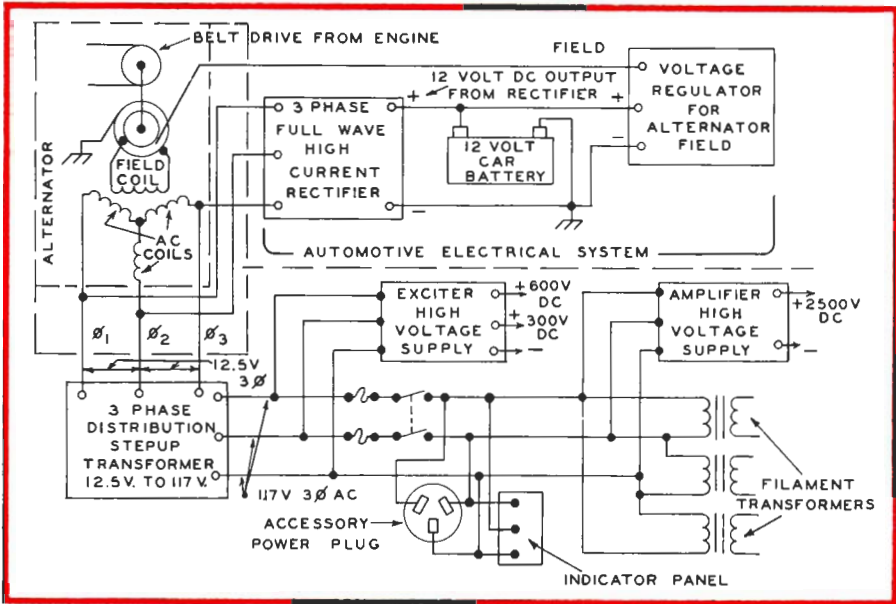 BELT DRIVE FROM ENGINE
ALTERNATOR
FIELD
COIL
AC
COILS
Ø1
Ø2
Ø3
3 PHASE
FULL WAVE
HIGH
CURRENT
RECTIFIER
+
−
12 VOLT DC OUTPUT
FROM RECTIFIER
12 VOLT
CAR
BATTERY
FIELD
+
−
VOLTAGE
REGULATOR
FOR
ALTERNATOR
FIELD
AUTOMOTIVE ELECTRICAL SYSTEM
EXCITER
HIGH
VOLTAGE
SUPPLY
+600V
DC
+
300V
DC
−
AMPLIFIER
HIGH
VOLTAGE
SUPPLY
+2500V
DC
−
12.5V
3Ø
3 PHASE
DISTRIBUTION
STEPUP
TRANSFORMER
12.5V. TO 117 V.
117V 3Ø AC
ACCESSORY
POWER PLUG
INDICATOR PANEL
FILAMENT
TRANSFORMERS